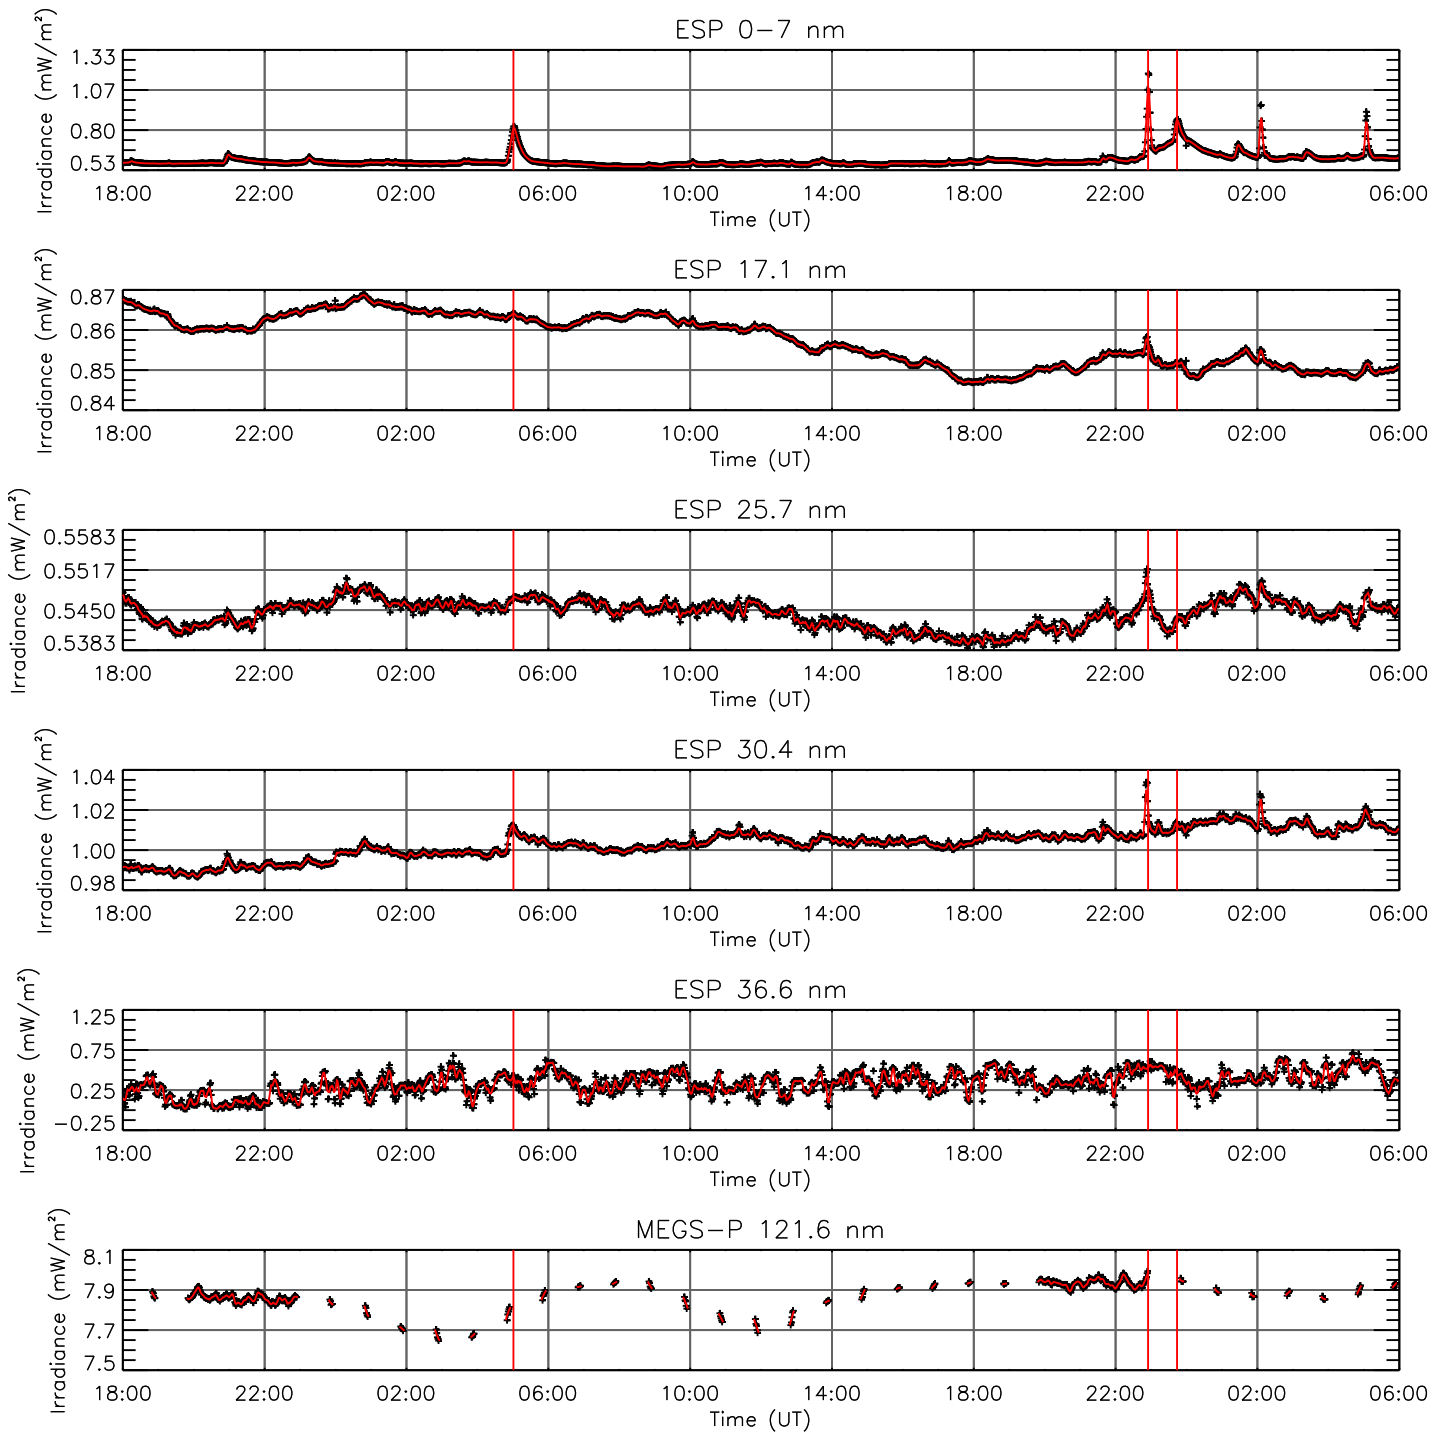 ESP 0-7 nm
Irradiance (mW/m²)
1.33
1.07
0.80
0.53
18:00 22:00 02:00 06:00 10:00 14:00 18:00 22:00 02:00 06:00
Time (UT)
ESP 17.1 nm
Irradiance (mW/m²)
0.87
0.86
0.85
0.84
18:00 22:00 02:00 06:00 10:00 14:00 18:00 22:00 02:00 06:00
Time (UT)
ESP 25.7 nm
Irradiance (mW/m²)
0.5583
0.5517
0.5450
0.5383
18:00 22:00 02:00 06:00 10:00 14:00 18:00 22:00 02:00 06:00
Time (UT)
ESP 30.4 nm
Irradiance (mW/m²)
1.04
1.02
1.00
0.98
18:00 22:00 02:00 06:00 10:00 14:00 18:00 22:00 02:00 06:00
Time (UT)
ESP 36.6 nm
Irradiance (mW/m²)
1.25
0.75
0.25
-0.25
18:00 22:00 02:00 06:00 10:00 14:00 18:00 22:00 02:00 06:00
Time (UT)
MEGS-P 121.6 nm
Irradiance (mW/m²)
8.1
7.9
7.7
7.5
18:00 22:00 02:00 06:00 10:00 14:00 18:00 22:00 02:00 06:00
Time (UT)